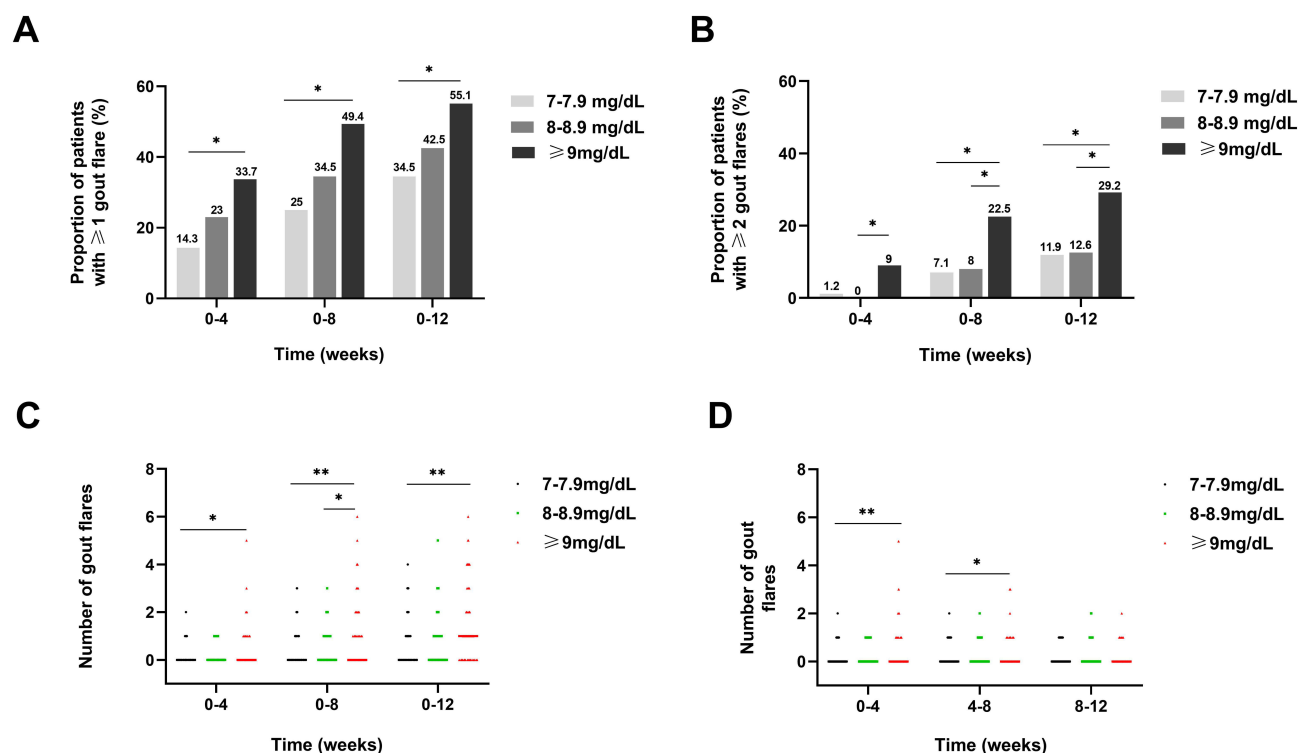 A
Proportion of patients
with ⩾ 1 gout flare (%)
60
40
20
0
*
*
*
14.3
23
33.7
25
34.5
49.4
34.5
42.5
55.1
0-4
0-8
0-12
Time (weeks)
7-7.9 mg/dL
8-8.9 mg/dL
⩾ 9mg/dL
B
Proportion of patients
with ⩾ 2 gout flares (%)
60
40
20
0
*
*
*
*
*
1.2
0
9
7.1
8
22.5
11.9
12.6
29.2
0-4
0-8
0-12
Time (weeks)
7-7.9 mg/dL
8-8.9 mg/dL
⩾ 9mg/dL
C
Number of gout flares
8
6
4
2
0
*
**
*
**
0-4
0-8
0-12
Time (weeks)
7-7.9mg/dL
8-8.9mg/dL
⩾ 9mg/dL
D
Number of gout
flares
8
6
4
2
0
**
*
0-4
4-8
8-12
Time (weeks)
7-7.9mg/dL
8-8.9mg/dL
⩾ 9mg/dL